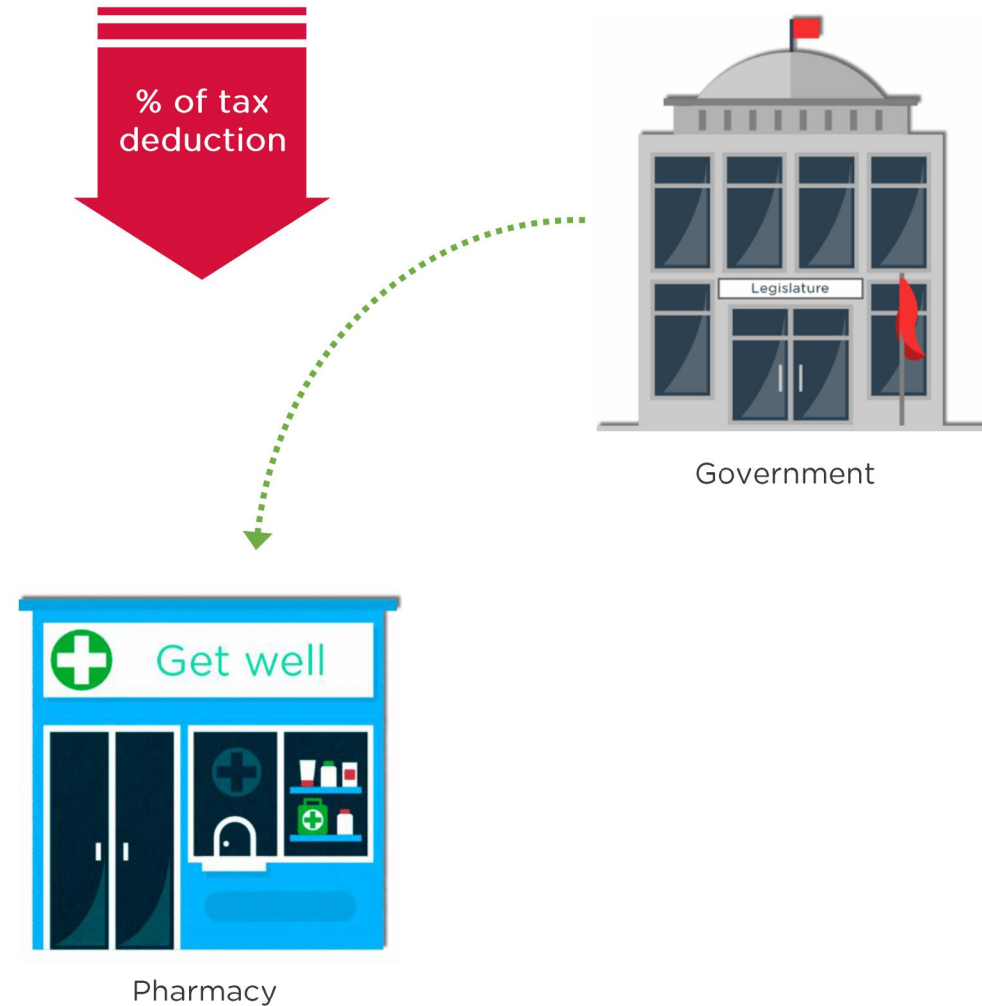 % of tax
deduction
Legislature
Government
Get well
Pharmacy